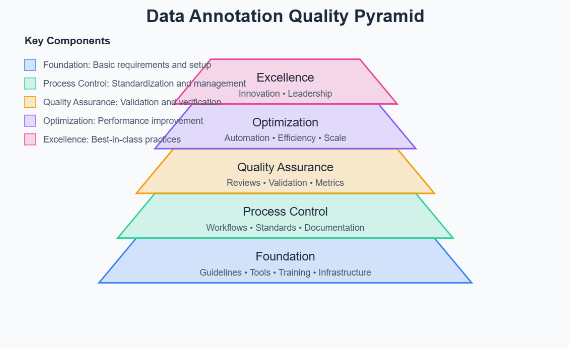 Data Annotation Quality Pyramid
Key Components
Foundation: Basic requirements and setup
Process Control: Standardization and management
Quality Assurance: Validation and verification
Optimization: Performance improvement
Excellence: Best-in-class practices
Excellence
Innovation • Leadership
Optimization
Automation • Efficiency • Scale
Quality Assurance
Reviews • Validation • Metrics
Process Control
Workflows • Standards • Documentation
Foundation
Guidelines • Tools • Training • Infrastructure